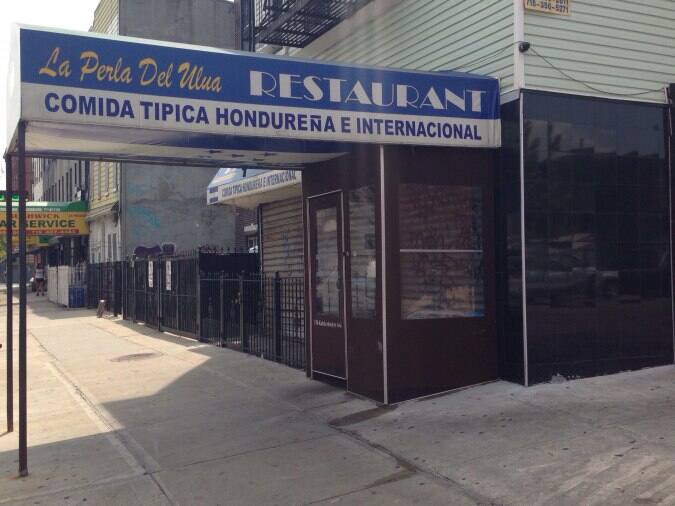 La Perla Del Ulua RESTAURANT
COMIDA TIPICA HONDUREÑA E INTERNACIONAL
COMIDA TIPICA HONDUREÑA E INTERNACIONAL
SERVICE